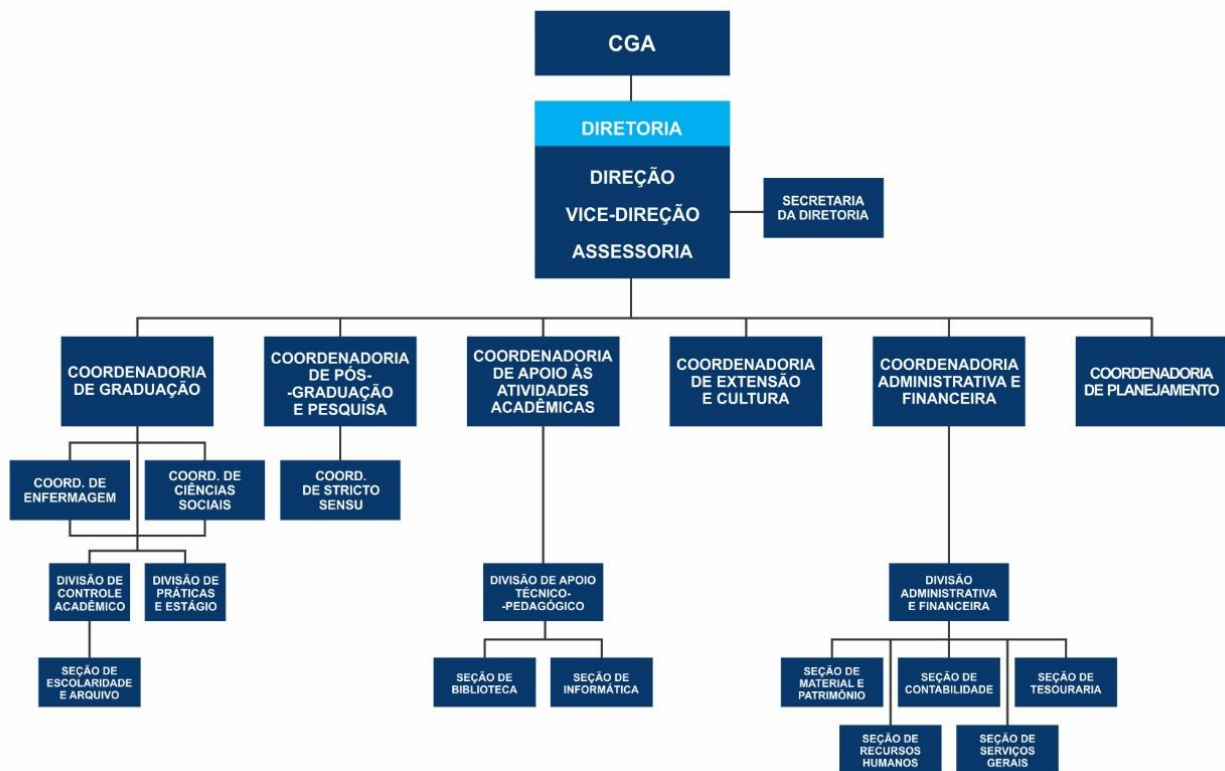 CGA
DIRETORIA
DIREÇÃO
VICE-DIREÇÃO
ASSESSORIA
SECRETARIA
DA DIRETORIA
COORDENADORIA
DE GRADUAÇÃO
COORDENADORIA
DE PÓS-
-GRADUAÇÃO
E PESQUISA
COORDENADORIA
DE APOIO ÀS
ATIVIDADES
ACADÊMICAS
COORDENADORIA
DE EXTENSÃO
E CULTURA
COORDENADORIA
ADMINISTRATIVA E
FINANCEIRA
COORDENADORIA
DE PLANEJAMENTO
COORD. DE
ENFERMAGEM
COORD. DE
CIÊNCIAS
SOCIAIS
COORD.
DE STRICTO
SENSU
DIVISÃO DE
CONTROLE
ACADÊMICO
DIVISÃO DE
PRÁTICAS
E ESTÁGIO
DIVISÃO DE APOIO
TÉCNICO-
-PEDAGÓGICO
DIVISÃO
ADMINISTRATIVA
E FINANCEIRA
SEÇÃO DE
ESCOLARIDADE
E ARQUIVO
SEÇÃO DE
BIBLIOTECA
SEÇÃO DE
INFORMÁTICA
SEÇÃO DE
MATERIAL E
PATRIMÔNIO
SEÇÃO DE
CONTABILIDADE
SEÇÃO DE
TESOURARIA
SEÇÃO DE
RECURSOS
HUMANOS
SEÇÃO DE
SERVIÇOS
GERAIS